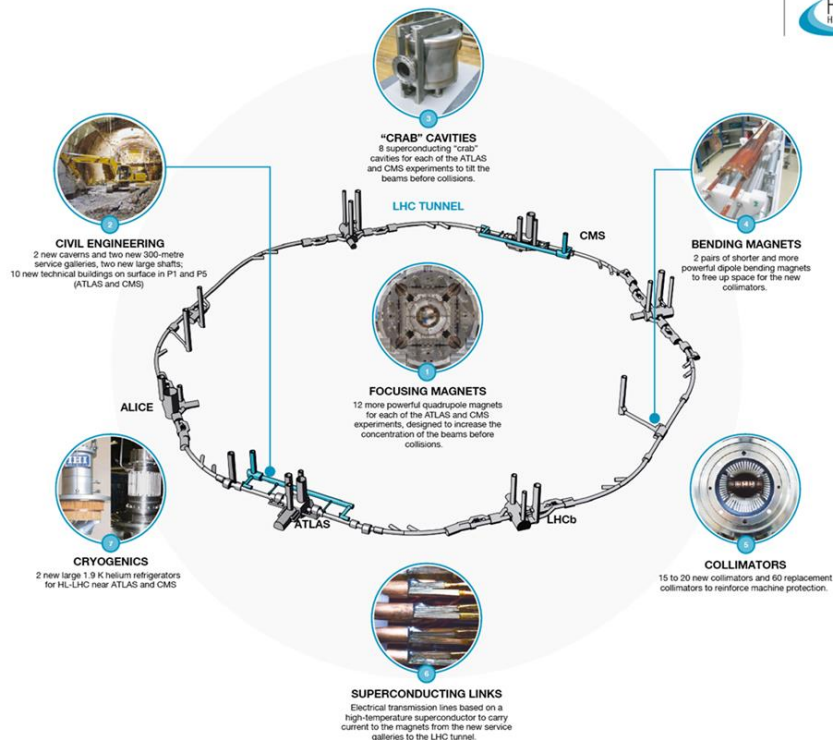 3
"CRAB" CAVITIES
8 superconducting "crab"
cavities for each of the ATLAS
and CMS experiments to tilt the
beams before collisions.
2
CIVIL ENGINEERING
2 new caverns and two new 300-metre
service galleries, two new large shafts;
10 new technical buildings on surface in P1 and P5
(ATLAS and CMS)
LHC TUNNEL
CMS
4
BENDING MAGNETS
2 pairs of shorter and more
powerful dipole bending magnets
to free up space for the new
collimators.
1
FOCUSING MAGNETS
12 more powerful quadrupole magnets
for each of the ATLAS and CMS
experiments, designed to increase the
concentration of the beams before
collisions.
ALICE
ATLAS
LHCb
7
CRYOGENICS
2 new large 1.9 K helium refrigerators
for HL-LHC near ATLAS and CMS
5
COLLIMATORS
15 to 20 new collimators and 60 replacement
collimators to reinforce machine protection.
6
SUPERCONDUCTING LINKS
Electrical transmission lines based on a
high-temperature superconductor to carry
current to the magnets from the new service
galleries to the LHC tunnel.